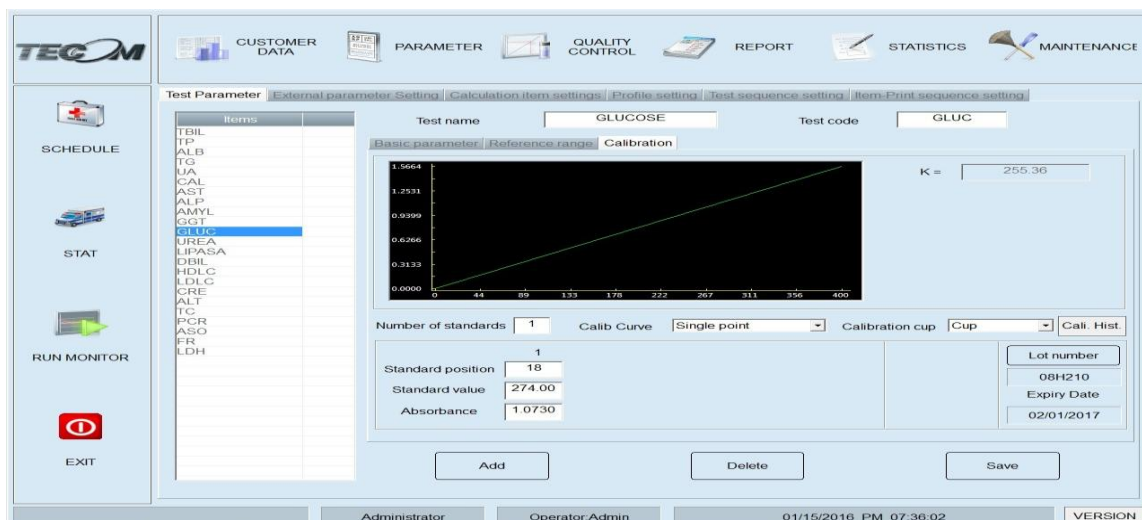 TECOM
CUSTOMER DATA
PARAMETER
QUALITY CONTROL
REPORT
STATISTICS
MAINTENANCE
SCHEDULE
STAT
RUN MONITOR
EXIT
Test Parameter External parameter Setting Calculation item settings Profile setting Test sequence setting Item-Print sequence setting
Items
TBIL
TP
ALB
TG
UA
CAL
AST
ALP
AMYL
GGT
GLUC
UREA
LIPASA
DBIL
HDLC
LDLC
CRE
ALT
TC
PCR
ASO
FR
LDH
Test name GLUCOSE Test code GLUC
Basic parameter Reference range Calibration
1.5664
1.2531
0.9399
0.6266
0.3133
0.0000
0 44 89 133 178 222 267 311 356 400
K = 255.36
Number of standards 1 Calib Curve Single point Calibration cup Cup Cali. Hist.
1
Standard position 18
Standard value 274.00
Absorbance 1.0730
Lot number
08H210
Expiry Date
02/01/2017
Add Delete Save
Administrator Operator:Admin 01/15/2016 PM 07:36:02 VERSION